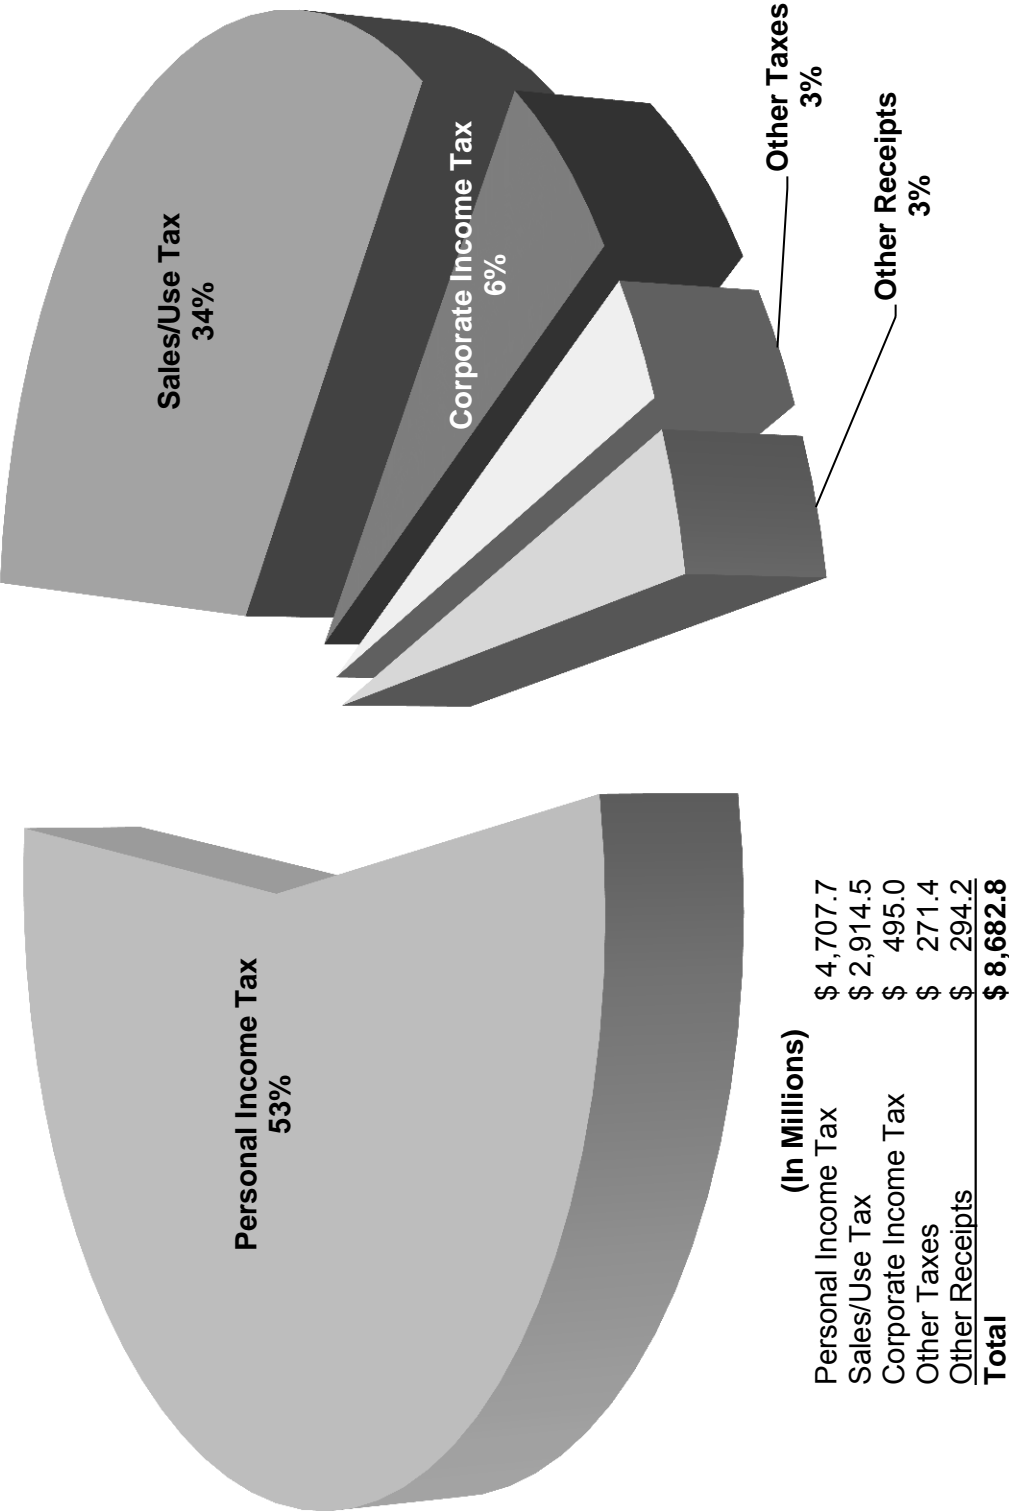 Other Taxes
3%
Other Receipts
3%
Sales/Use Tax
34%
Corporate Income Tax
6%
Personal Income Tax
53%
(In Millions)
Personal Income Tax $ 4,707.7
Sales/Use Tax $ 2,914.5
Corporate Income Tax $ 495.0
Other Taxes $ 271.4
Other Receipts $ 294.2
Total $ 8,682.8